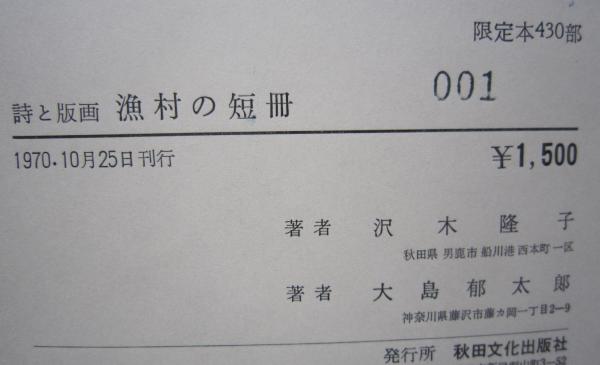 限定本430部
001
詩と版画 漁村の短冊
1970.10月25日刊行
¥1,500
著者 沢木隆子
秋田県 男鹿市 船川港 西本町 一区
著者 大島郁太郎
神奈川県藤沢市藤カ岡一丁目2−9
発行所 秋田文化出版社
3−52